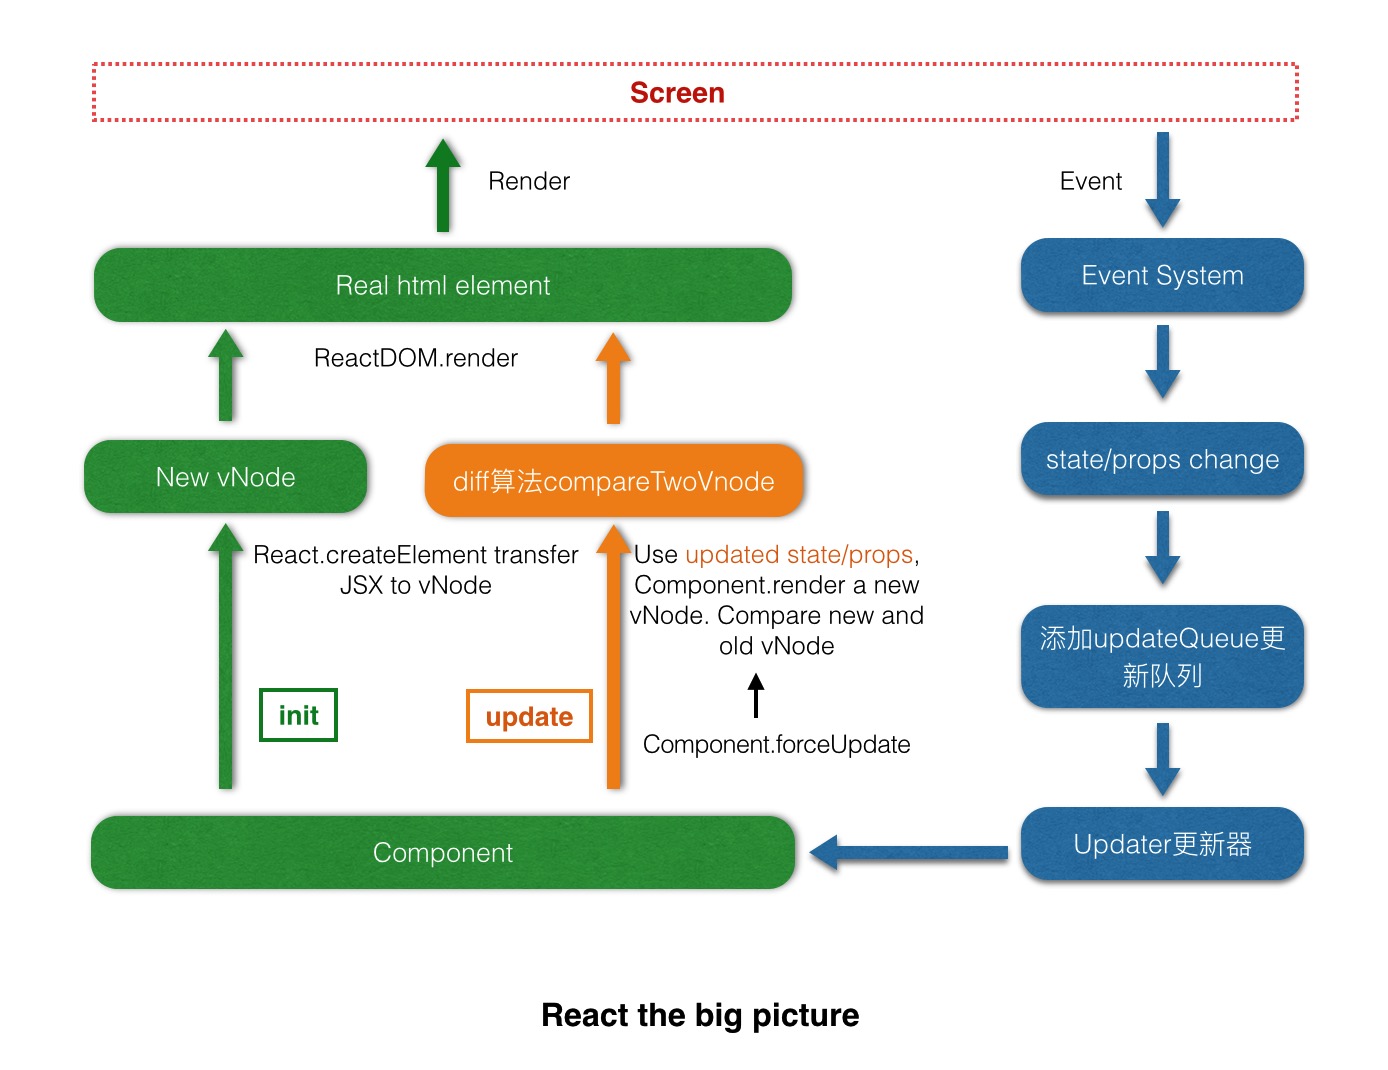 Screen
Render
Event
Real html element
Event System
ReactDOM.render
New vNode
diff算法compareTwoVnode
state/props change
React.createElement transfer
JSX to vNode
Use updated state/props,
Component.render a new
vNode. Compare new and
old vNode
添加updateQueue更
新队列
init
update
Component.forceUpdate
Component
Updater更新器
React the big picture